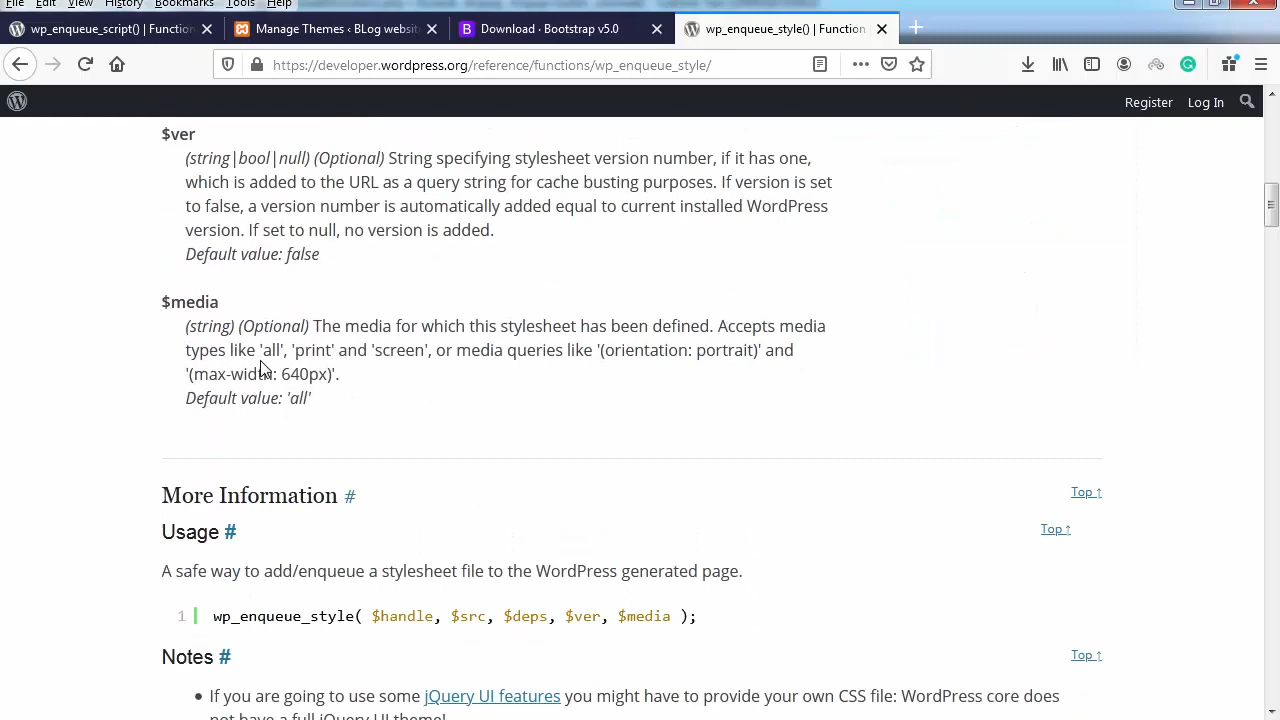 File Edit View History Bookmarks Tools Help
wp_enqueue_script() | Function
Manage Themes ‹ BLog website
Download · Bootstrap v5.0
wp_enqueue_style() | Function
https://developer.wordpress.org/reference/functions/wp_enqueue_style/
Register Log In
$ver
(string|bool|null) (Optional) String specifying stylesheet version number, if it has one,
which is added to the URL as a query string for cache busting purposes. If version is set
to false, a version number is automatically added equal to current installed WordPress
version. If set to null, no version is added.
Default value: false
$media
(string) (Optional) The media for which this stylesheet has been defined. Accepts media
types like 'all', 'print' and 'screen', or media queries like '(orientation: portrait)' and
'(max-width: 640px)'.
Default value: 'all'
More Information #
Top ↑
Usage #
Top ↑
A safe way to add/enqueue a stylesheet file to the WordPress generated page.
1 wp_enqueue_style( $handle, $src, $deps, $ver, $media );
Notes #
Top ↑
• If you are going to use some jQuery UI features you might have to provide your own CSS file: WordPress core does
not have a full jQuery UI theme!